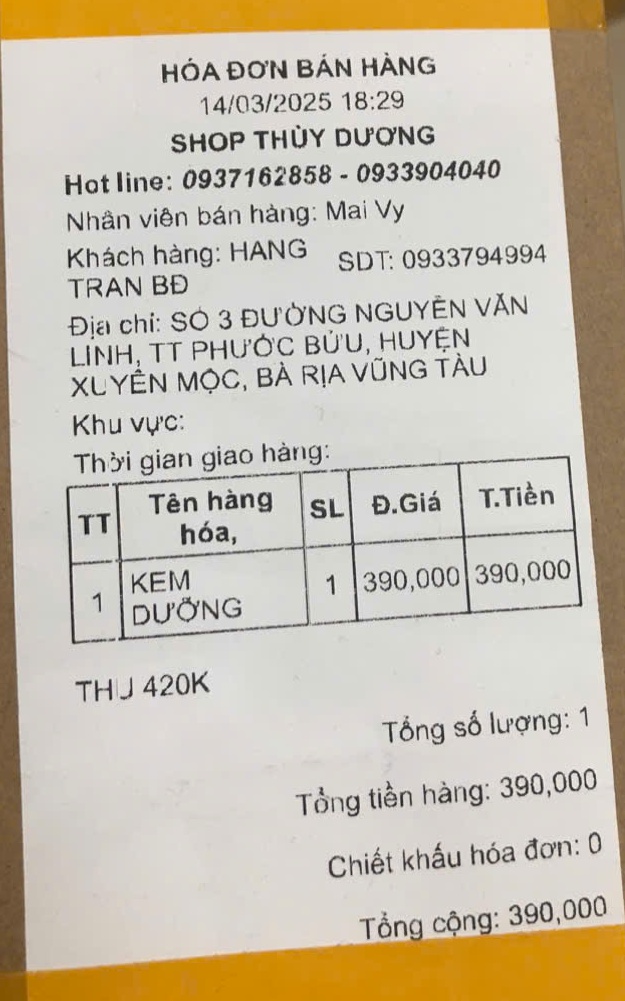 HÓA ĐƠN BÁN HÀNG
14/03/2025 18:29
SHOP THÙY DƯƠNG
Hot line: 0937162858 - 0933904040
Nhân viên bán hàng: Mai Vy
Khách hàng: HANG TRAN BĐ SDT: 0933794994
Địa chỉ: SỐ 3 ĐƯỜNG NGUYỄN VĂN
LINH, TT PHƯỚC BỬU, HUYỆN
XUYÊN MỘC, BÀ RỊA VŨNG TÀU
Khu vực:
Thời gian giao hàng:
TT Tên hàng hóa, SL Đ.Giá T.Tiền
1 KEM DƯỠNG 1 390,000 390,000
THU 420K
Tổng số lượng: 1
Tổng tiền hàng: 390,000
Chiết khấu hóa đơn: 0
Tổng cộng: 390,000